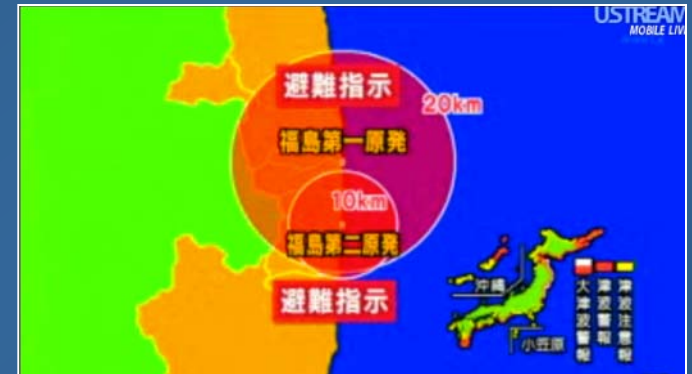 USTREAM
MOBILE LIV
避難指示
20km
福島第一原発
10km
福島第二原発
避難指示
沖縄
小笠原
大津波警報
津波警報
津波注意報